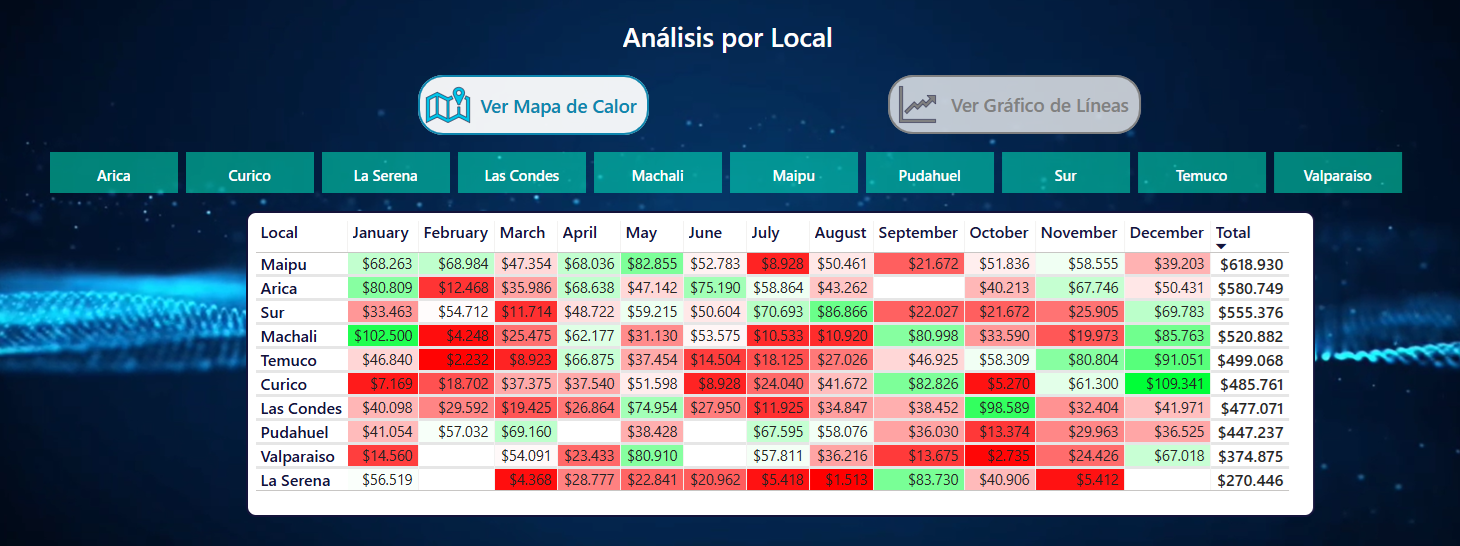 Análisis por Local
Ver Mapa de Calor Ver Gráfico de Líneas
Arica Curico La Serena Las Condes Machali Maipu Pudahuel Sur Temuco Valparaiso
Local January February March April May June July August September October November December Total
Maipu $68.263 $68.984 $47.354 $68.036 $82.855 $52.783 $8.928 $50.461 $21.672 $51.836 $58.555 $39.203 $618.930
Arica $80.809 $12.468 $35.986 $68.638 $47.142 $75.190 $58.864 $43.262 $40.213 $67.746 $50.431 $580.749
Sur $33.463 $54.712 $11.714 $48.722 $59.215 $50.604 $70.693 $86.866 $22.027 $21.672 $25.905 $69.783 $555.376
Machali $102.500 $4.248 $25.475 $62.177 $31.130 $53.575 $10.533 $10.920 $80.998 $33.590 $19.973 $85.763 $520.882
Temuco $46.840 $2.232 $8.923 $66.875 $37.454 $14.504 $18.125 $27.026 $46.925 $58.309 $80.804 $91.051 $499.068
Curico $7.169 $18.702 $37.375 $37.540 $51.598 $8.928 $24.040 $41.672 $82.826 $5.270 $61.300 $109.341 $485.761
Las Condes $40.098 $29.592 $19.425 $26.864 $74.954 $27.950 $11.925 $34.847 $38.452 $98.589 $32.404 $41.971 $477.071
Pudahuel $41.054 $57.032 $69.160 $38.428 $67.595 $58.076 $36.030 $13.374 $29.963 $36.525 $447.237
Valparaiso $14.560 $54.091 $23.433 $80.910 $57.811 $36.216 $13.675 $2.735 $24.426 $67.018 $374.875
La Serena $56.519 $4.368 $28.777 $22.841 $20.962 $5.418 $1.513 $83.730 $40.906 $5.412 $270.446